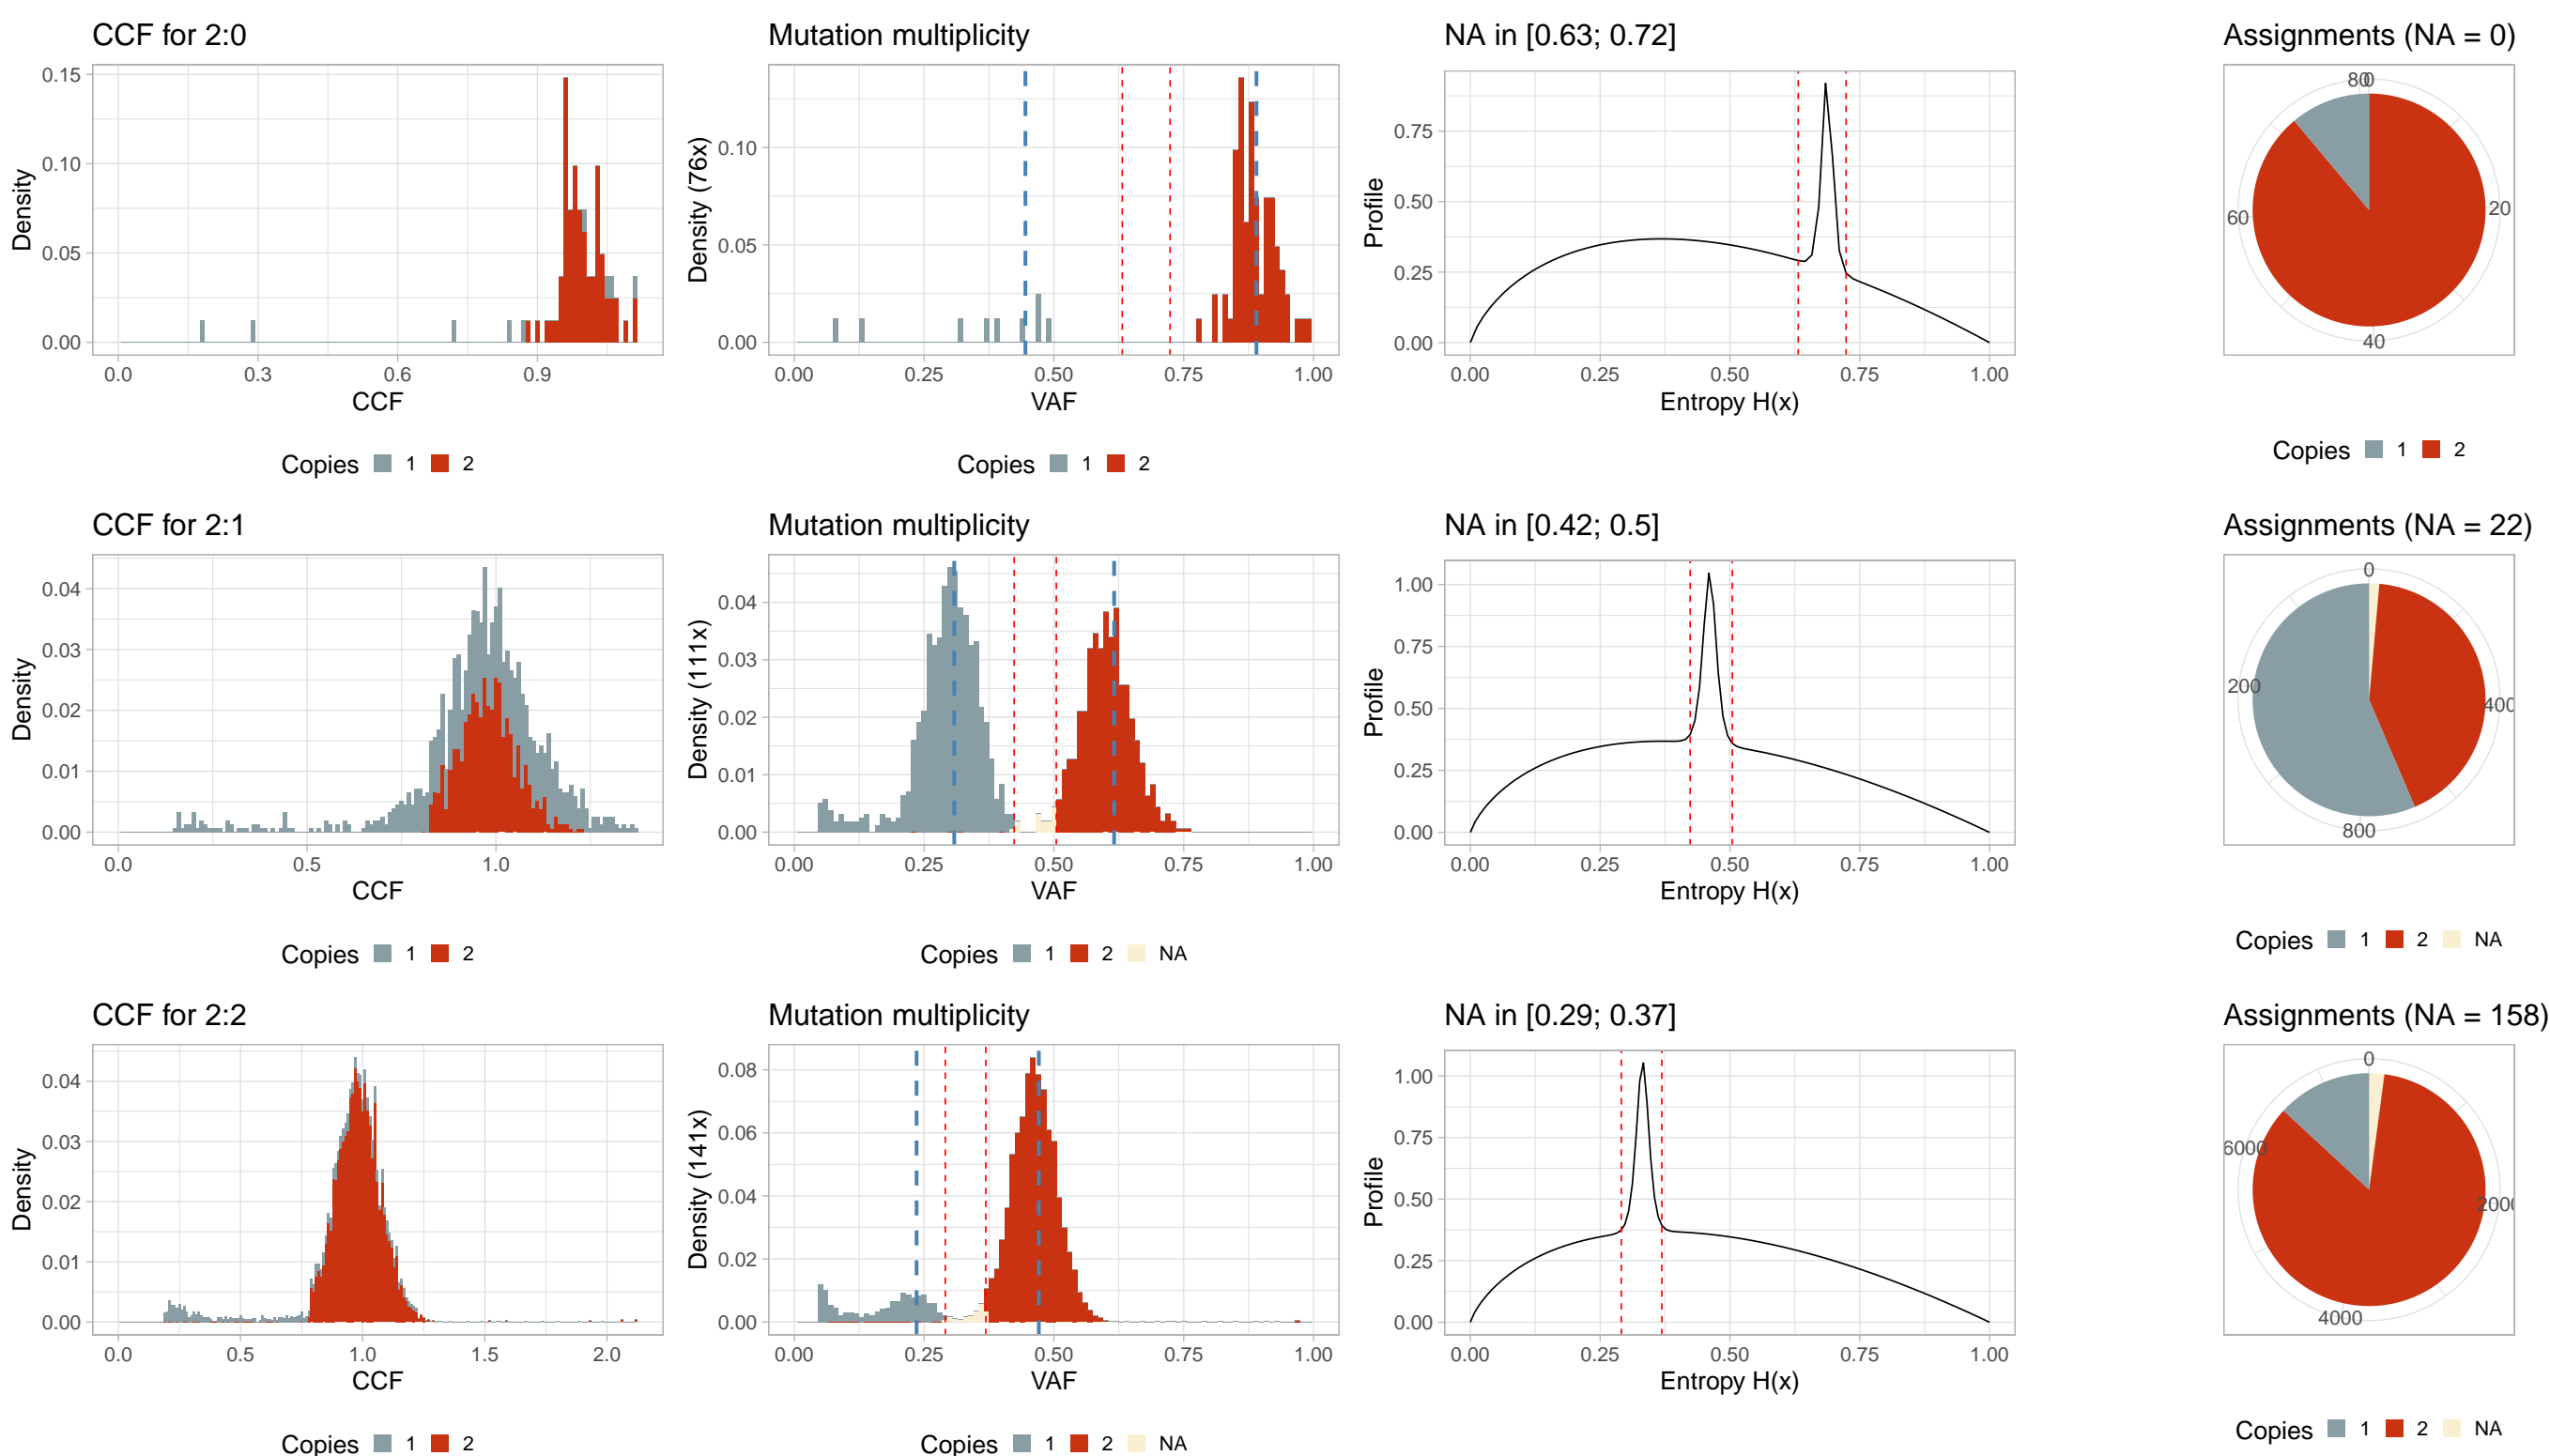 CCF for 2:0
Mutation multiplicity
NA in [0.63; 0.72]
Assignments (NA = 0)
0.15
0.10
0.05
0.00
Density
0.0 0.3 0.6 0.9
CCF
Copies 1 2
0.10
0.05
0.00
Density (76x)
0.00 0.25 0.50 0.75 1.00
VAF
Copies 1 2
0.75
0.50
0.25
0.00
Profile
0.00 0.25 0.50 0.75 1.00
Entropy H(x)
80 0
20
60
40
Copies 1 2
CCF for 2:1
Mutation multiplicity
NA in [0.42; 0.5]
Assignments (NA = 22)
0.04
0.03
0.02
0.01
0.00
Density
0.0 0.5 1.0
CCF
Copies 1 2
0.04
0.03
0.02
0.01
0.00
Density (111x)
0.00 0.25 0.50 0.75 1.00
VAF
Copies 1 2 NA
1.00
0.75
0.50
0.25
0.00
Profile
0.00 0.25 0.50 0.75 1.00
Entropy H(x)
0
200
400
800
Copies 1 2 NA
CCF for 2:2
Mutation multiplicity
NA in [0.29; 0.37]
Assignments (NA = 158)
0.04
0.03
0.02
0.01
0.00
Density
0.0 0.5 1.0 1.5 2.0
CCF
Copies 1 2
0.08
0.06
0.04
0.02
0.00
Density (141x)
0.00 0.25 0.50 0.75 1.00
VAF
Copies 1 2 NA
1.00
0.75
0.50
0.25
0.00
Profile
0.00 0.25 0.50 0.75 1.00
Entropy H(x)
0
6000
2000
4000
Copies 1 2 NA